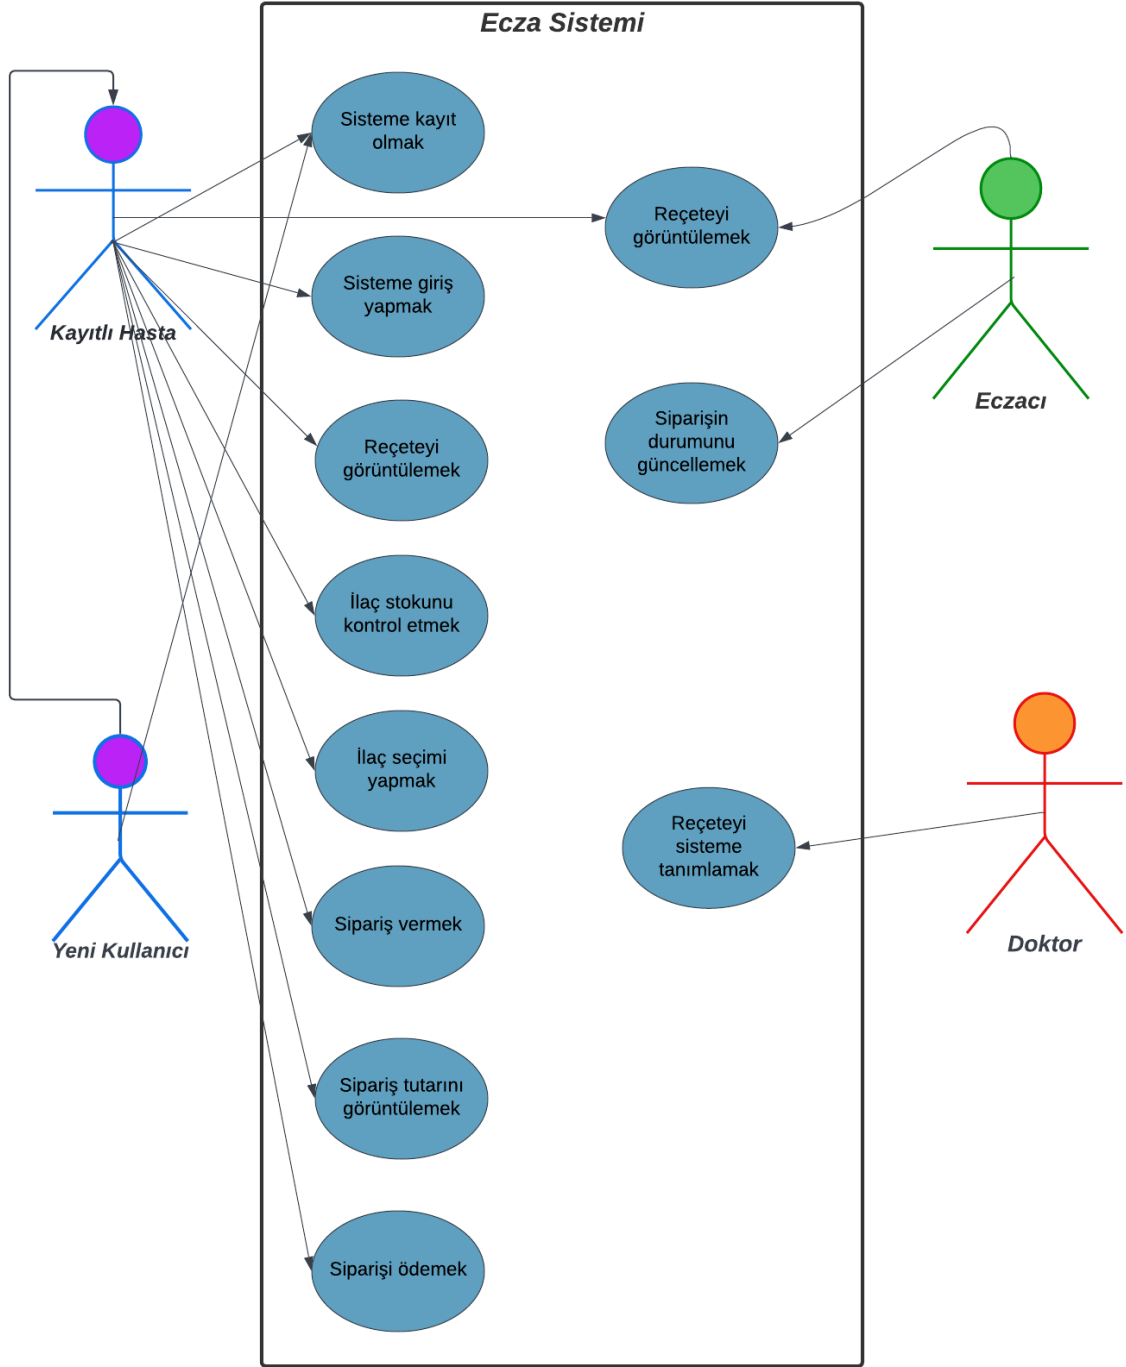 Ecza Sistemi
Sisteme kayıt
olmak
Reçeteyi
görüntülemek
Sisteme giriş
yapmak
Kayıtlı Hasta
Eczacı
Siparişin
durumunu
güncellemek
Reçeteyi
görüntülemek
İlaç stokunu
kontrol etmek
İlaç seçimi
yapmak
Reçeteyi
sisteme
tanımlamak
Sipariş vermek
Yeni Kullanıcı
Doktor
Sipariş tutarını
görüntülemek
Siparişi ödemek